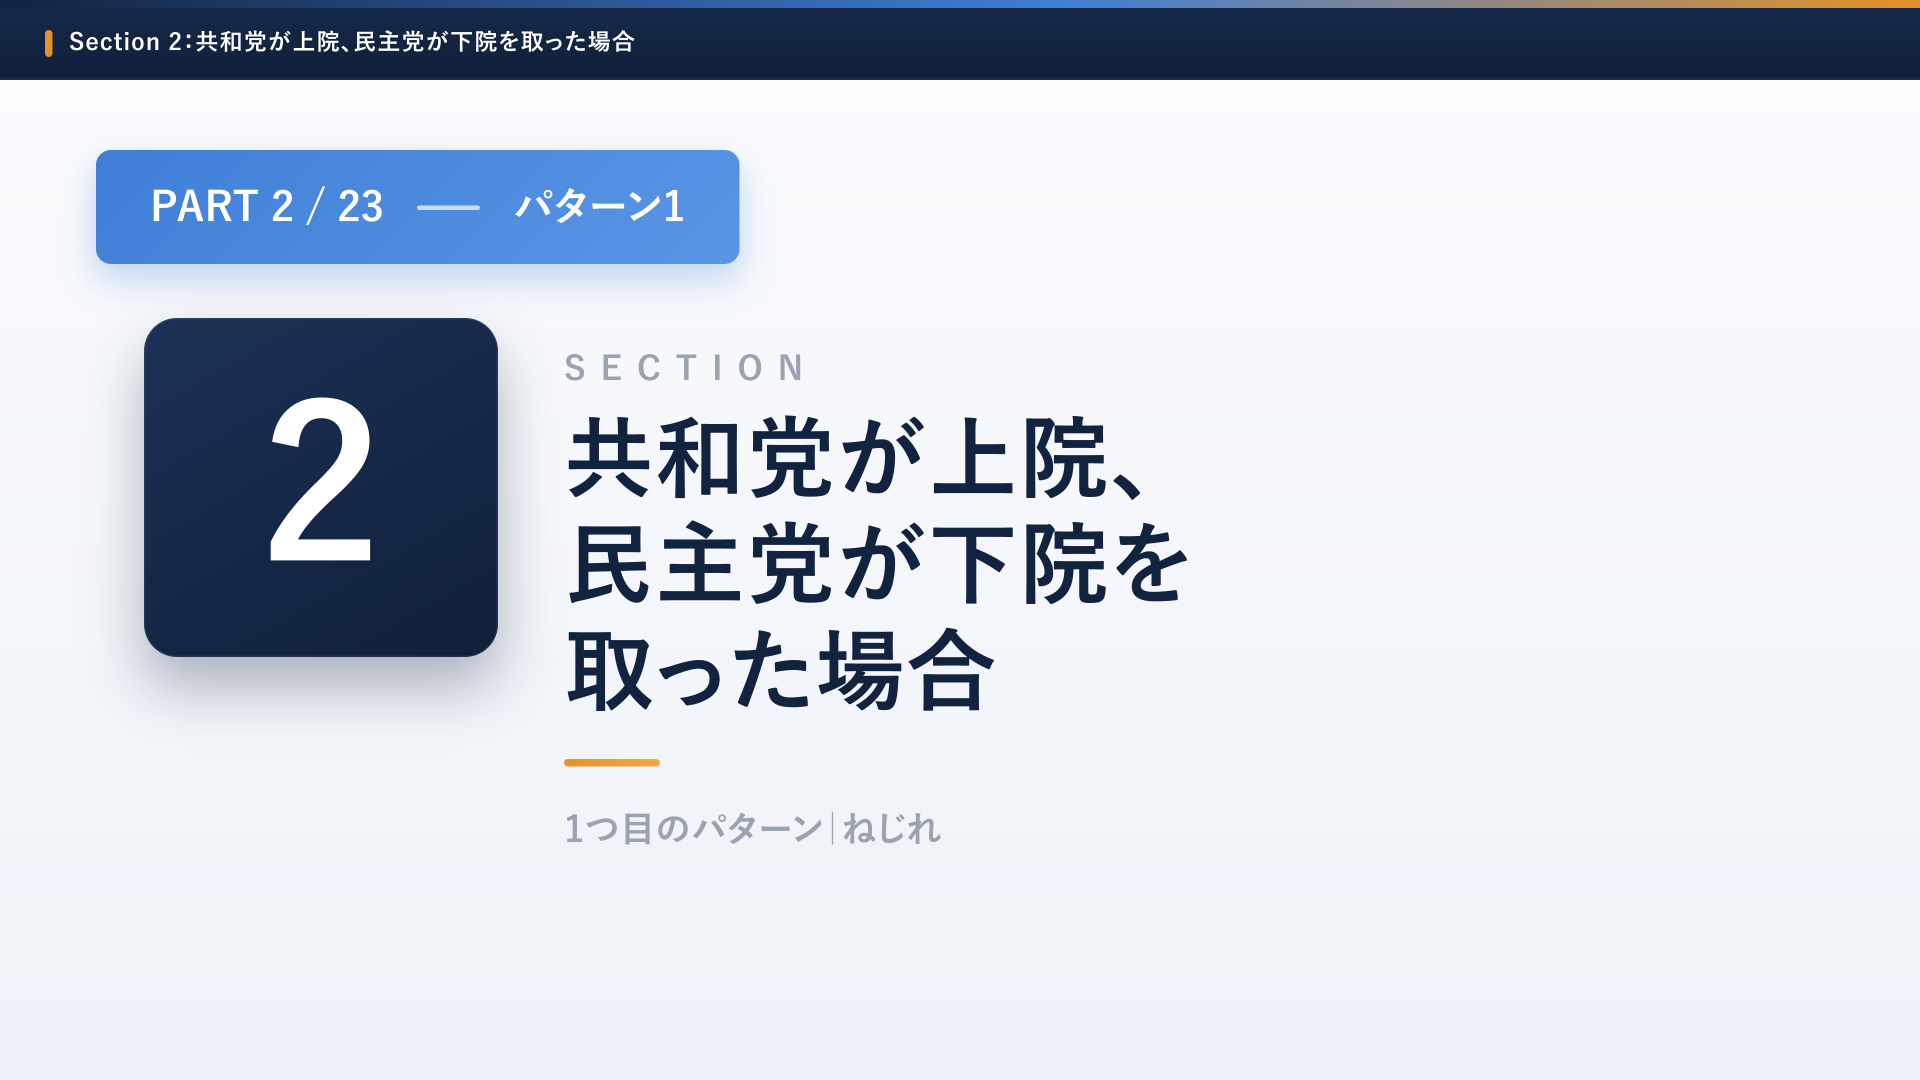 Section 2：共和党が上院、民主党が下院を取った場合
PART 2 / 23 — パターン1
2
SECTION
共和党が上院、
民主党が下院を
取った場合
1つ目のパターン｜ねじれ